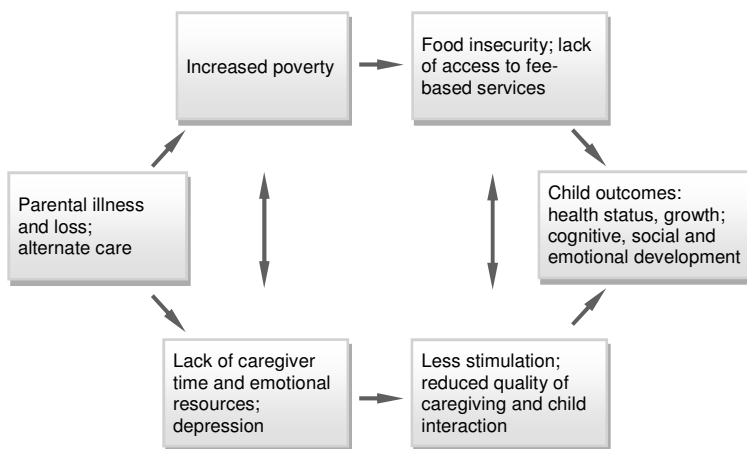 Increased poverty
Food insecurity; lack
of access to fee-
based services
Parental illness
and loss;
alternate care
Child outcomes:
health status, growth;
cognitive, social and
emotional development
Lack of caregiver
time and emotional
resources;
depression
Less stimulation;
reduced quality of
caregiving and child
interaction